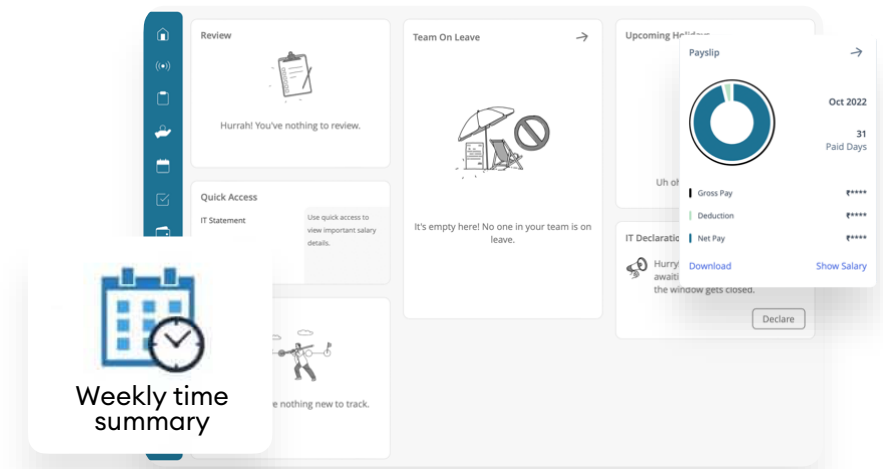 Review
Hurrah! You've nothing to review.
Quick Access
IT Statement
Use quick access to
view important salary
details.
nothing new to track.
Weekly time
summary
Team On Leave
It's empty here! No one in your team is on
leave.
Upcoming
Uh
IT
Hurry
the window gets closed.
Declare
Payslip
Oct 2022
31
Paid Days
Gross Pay ₹****
Deduction ₹****
Net Pay ₹****
Download Show Salary